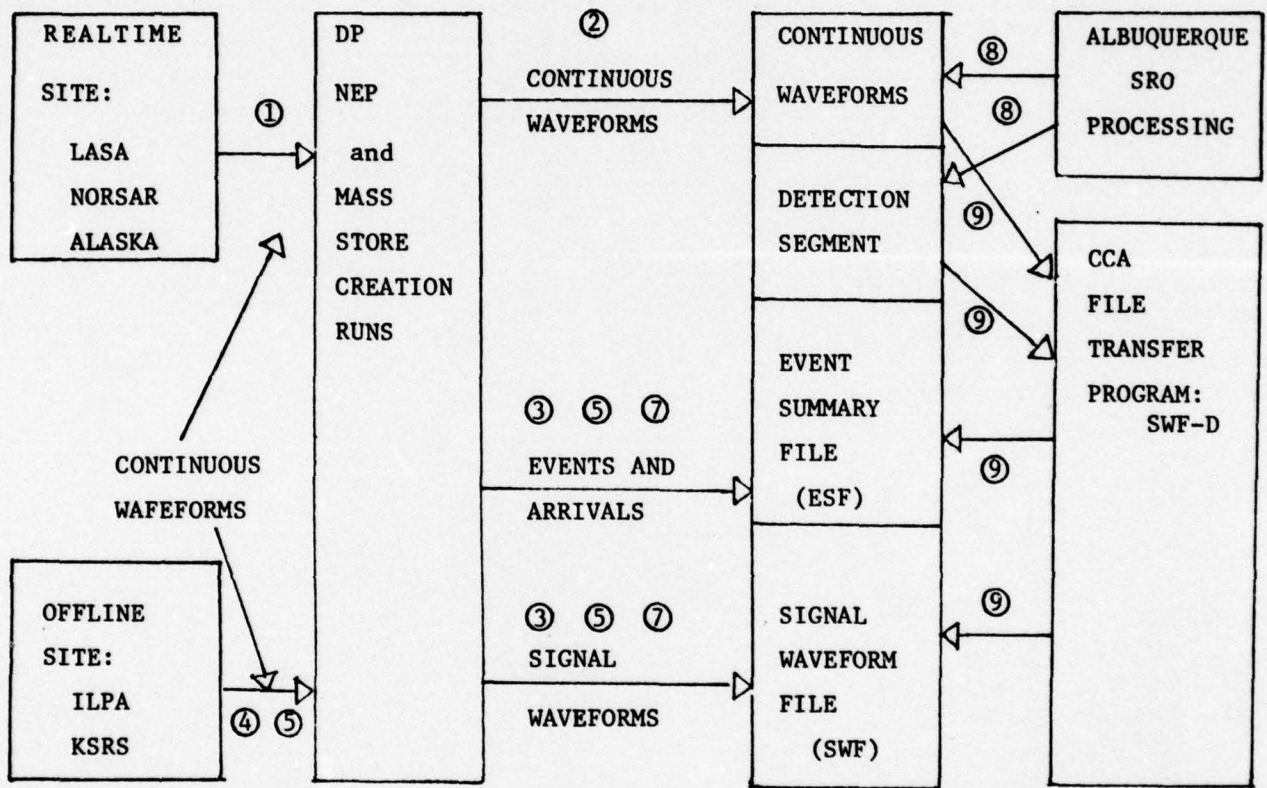 REALTIME
SITE:
LASA
NORSAR
ALASKA
①
CONTINUOUS
WAFEFORMS
OFFLINE
SITE:
ILPA
KSRS
④ ⑤
DP
NEP
and
MASS
STORE
CREATION
RUNS
②
CONTINUOUS
WAVEFORMS
③ ⑤ ⑦
EVENTS AND
ARRIVALS
③ ⑤ ⑦
SIGNAL
WAVEFORMS
CONTINUOUS
WAVEFORMS
DETECTION
SEGMENT
EVENT
SUMMARY
FILE
(ESF)
SIGNAL
WAVEFORM
FILE
(SWF)
⑧
⑧
⑨
⑨
⑨
⑨
ALBUQUERQUE
SRO
PROCESSING
CCA
FILE
TRANSFER
PROGRAM:
SWF-D